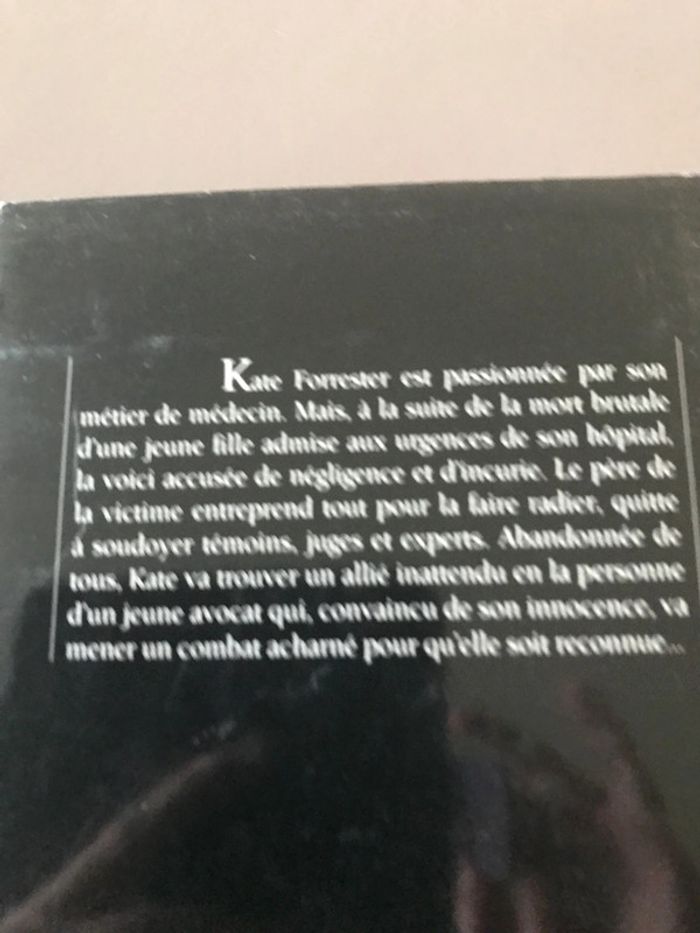 Kate Forrester est passionnée par son
métier de médecin. Mais, à la suite de la mort brutale
d'une jeune fille admise aux urgences de son hôpital,
la voici accusée de négligence et d'incurie. Le père de
la victime entreprend tout pour la faire radier, quitte
à soudoyer témoins, juges et experts. Abandonnée de
tous, Kate va trouver un allié inattendu en la personne
d'un jeune avocat qui, convaincu de son innocence, va
mener un combat acharné pour qu'elle soit reconnue...